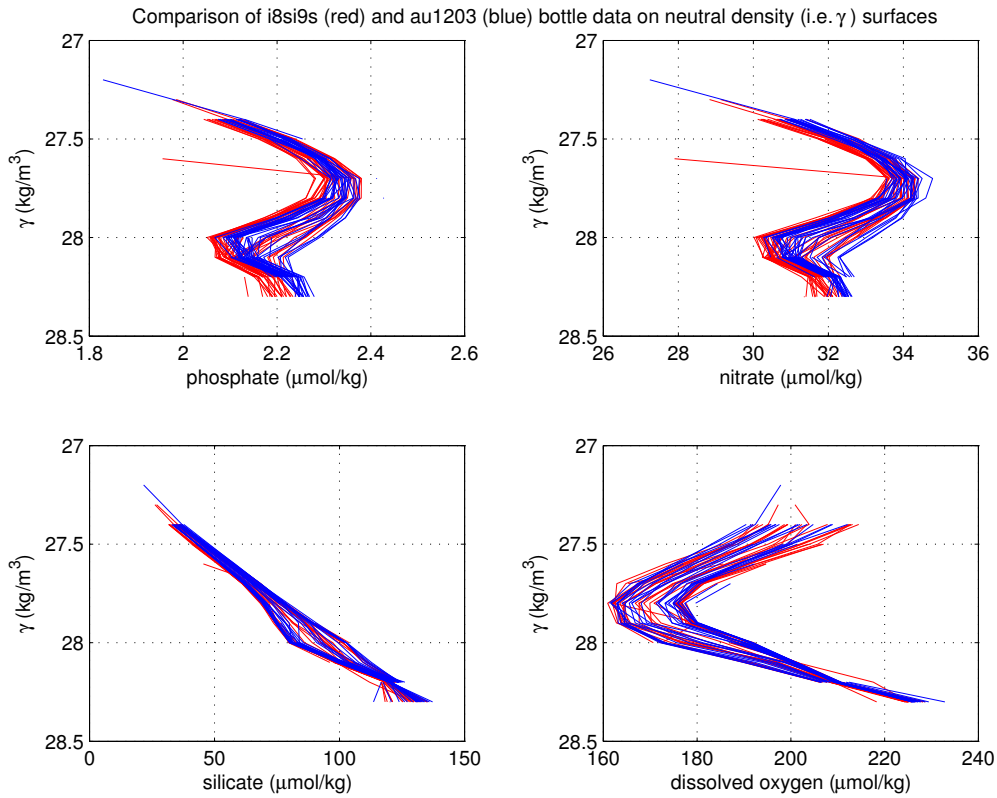 Comparison of i8si9s (red) and au1203 (blue) bottle data on neutral density (i.e. γ ) surfaces
27
27.5
28
28.5
γ (kg/m³)
1.8 2 2.2 2.4 2.6
phosphate (μmol/kg)
27
27.5
28
28.5
γ (kg/m³)
26 28 30 32 34 36
nitrate (μmol/kg)
27
27.5
28
28.5
γ (kg/m³)
0 50 100 150
silicate (μmol/kg)
27
27.5
28
28.5
γ (kg/m³)
160 180 200 220 240
dissolved oxygen (μmol/kg)